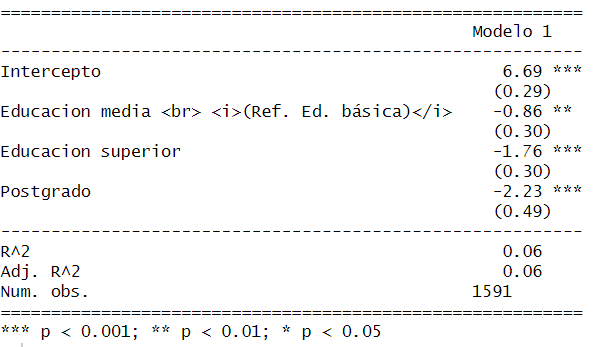 ==========================================================
Modelo 1
----------------------------------------------------------
Intercepto 6.69 ***
(0.29)
Educacion media <br> <i>(Ref. Ed. básica)</i> -0.86 **
(0.30)
Educacion superior -1.76 ***
(0.30)
Postgrado -2.23 ***
(0.49)
----------------------------------------------------------
R^2 0.06
Adj. R^2 0.06
Num. obs. 1591
==========================================================
*** p < 0.001; ** p < 0.01; * p < 0.05